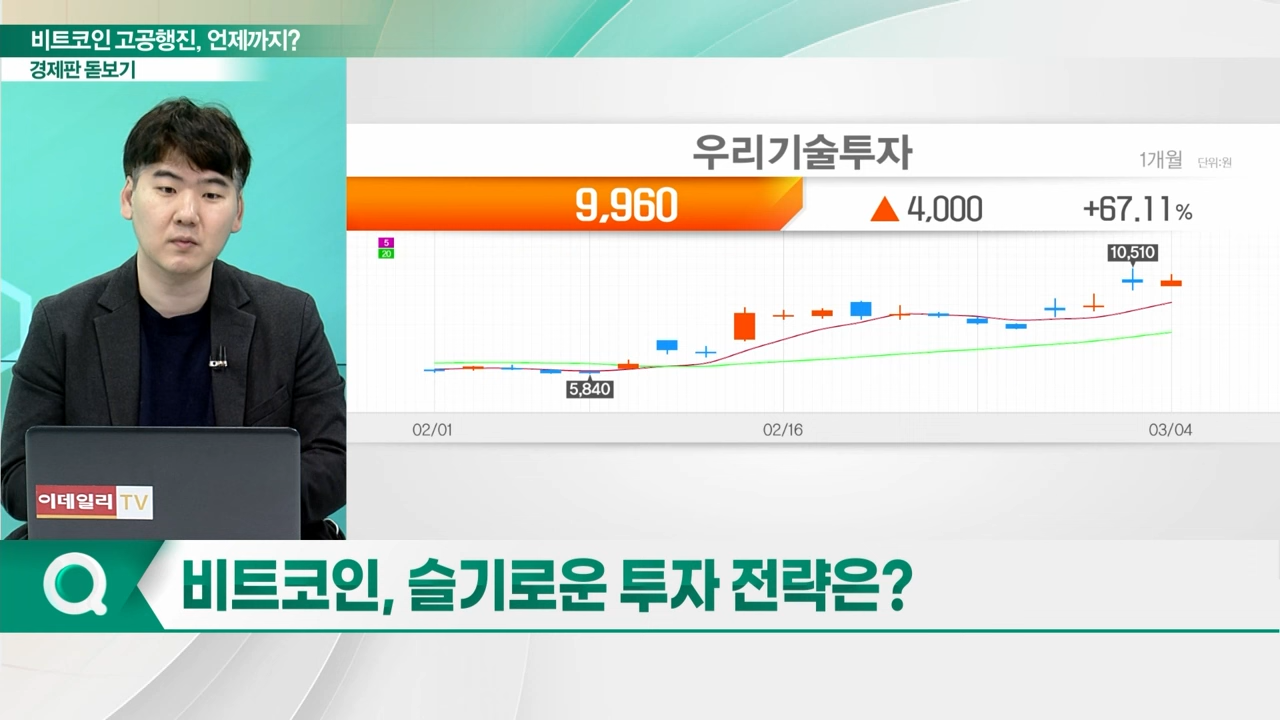 비트코인 고공행진, 언제까지?
경제판 돋보기
우리기술투자
1개월 단위:원
9,960 ▲ 4,000 +67.11%
5
20
10,510
5,840
02/01 02/16 03/04
이데일리 TV
비트코인, 슬기로운 투자 전략은?